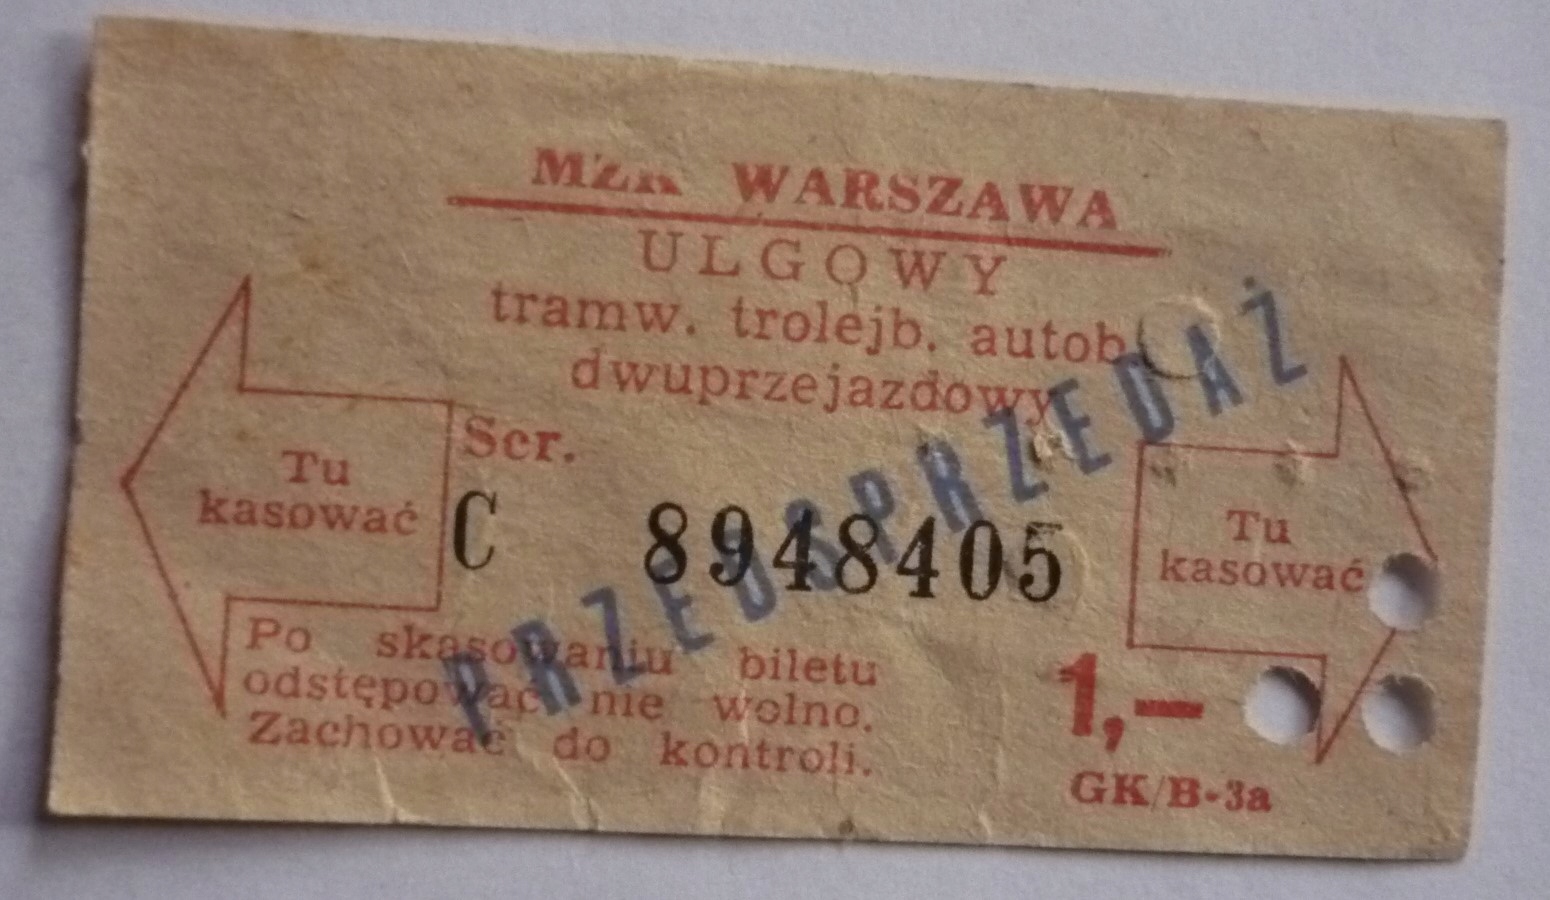 MZK WARSZAWA
ULGOWY
tramw. trolejb. autob.
dwuprzejazdowy
Tu
kasować
Ser.
C 8948405
PRZEDSPRZEDAŻ
Tu
kasować
Po skasowaniu biletu
odstępować nie wolno.
Zachować do kontroli.
1,—
GK/B-3a